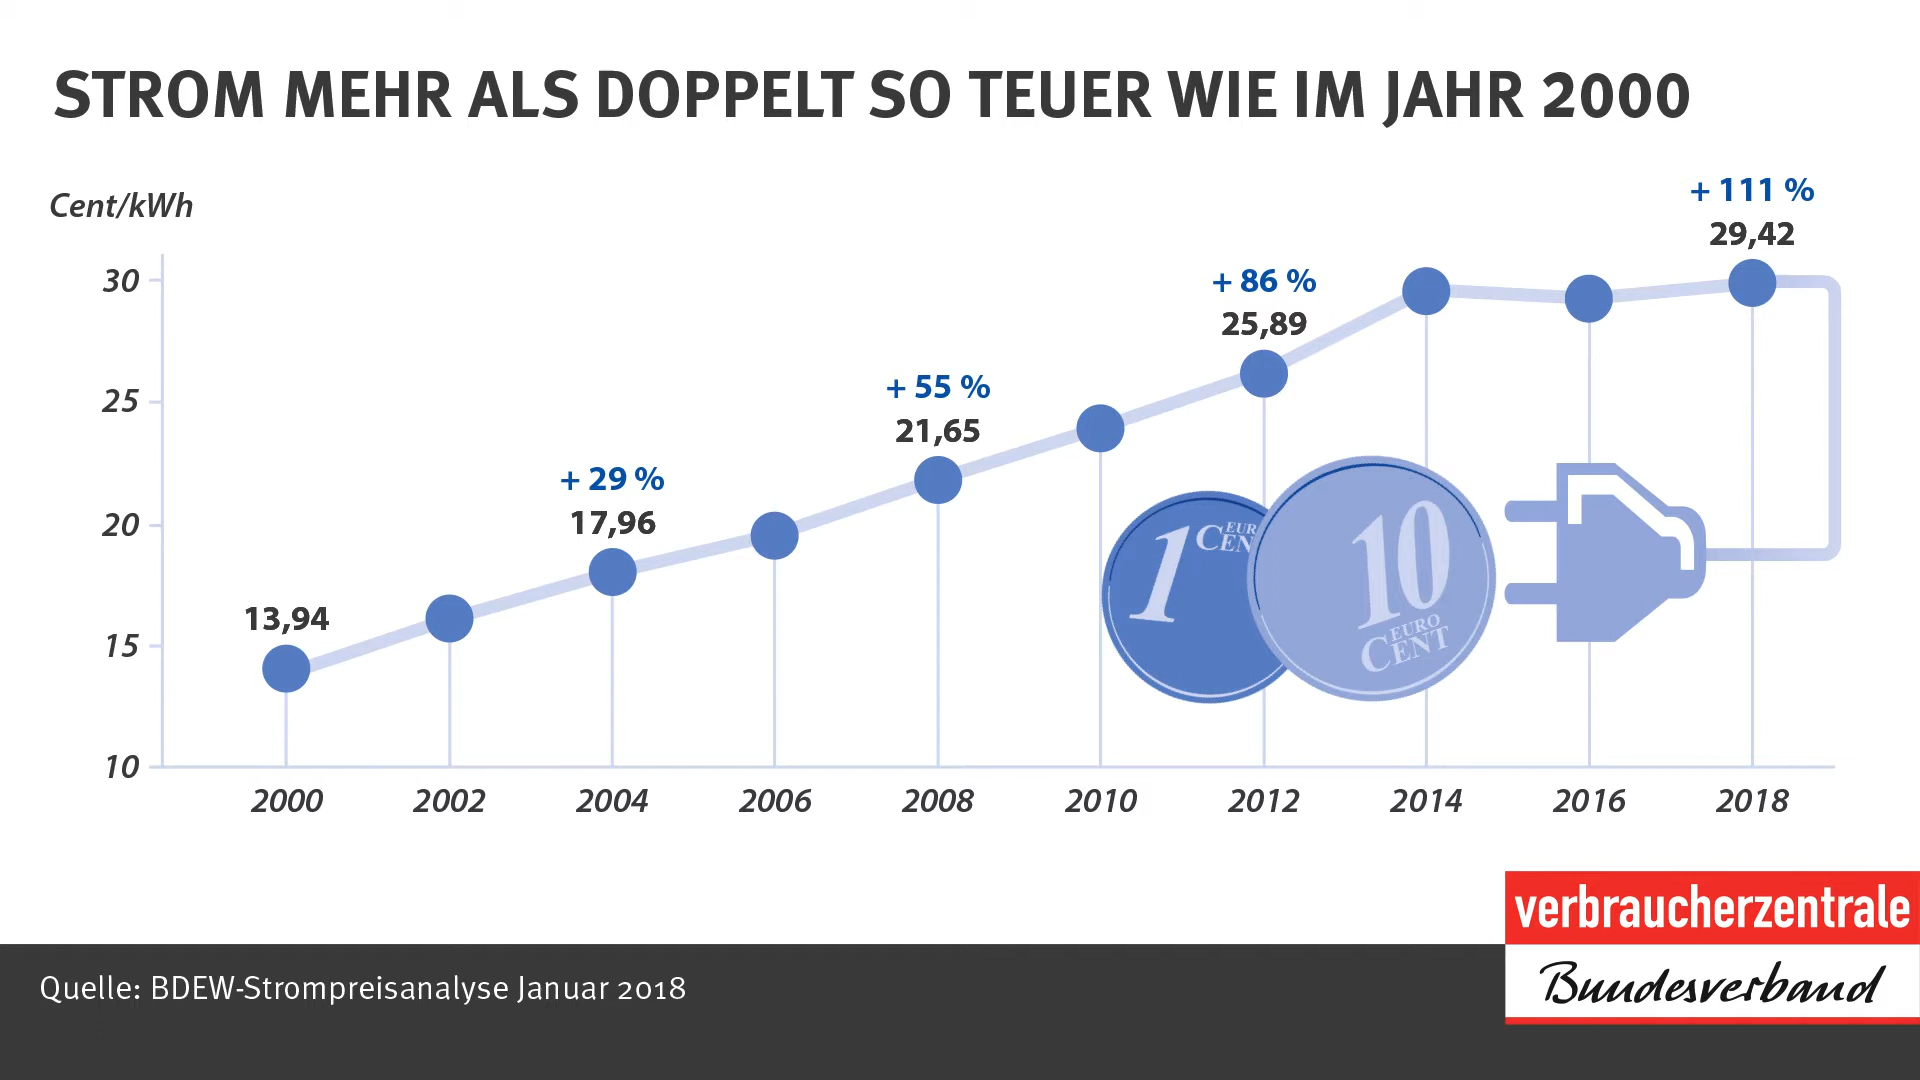 STROM MEHR ALS DOPPELT SO TEUER WIE IM JAHR 2000
Cent/kWh
+ 111 %
29,42
+ 86 %
25,89
+ 55 %
21,65
+ 29 %
17,96
13,94
30
25
20
15
10
1 EUR
CEN
10
EURO
CENT
2000 2002 2004 2006 2008 2010 2012 2014 2016 2018
verbraucherzentrale
Bundesverband
Quelle: BDEW-Strompreisanalyse Januar 2018